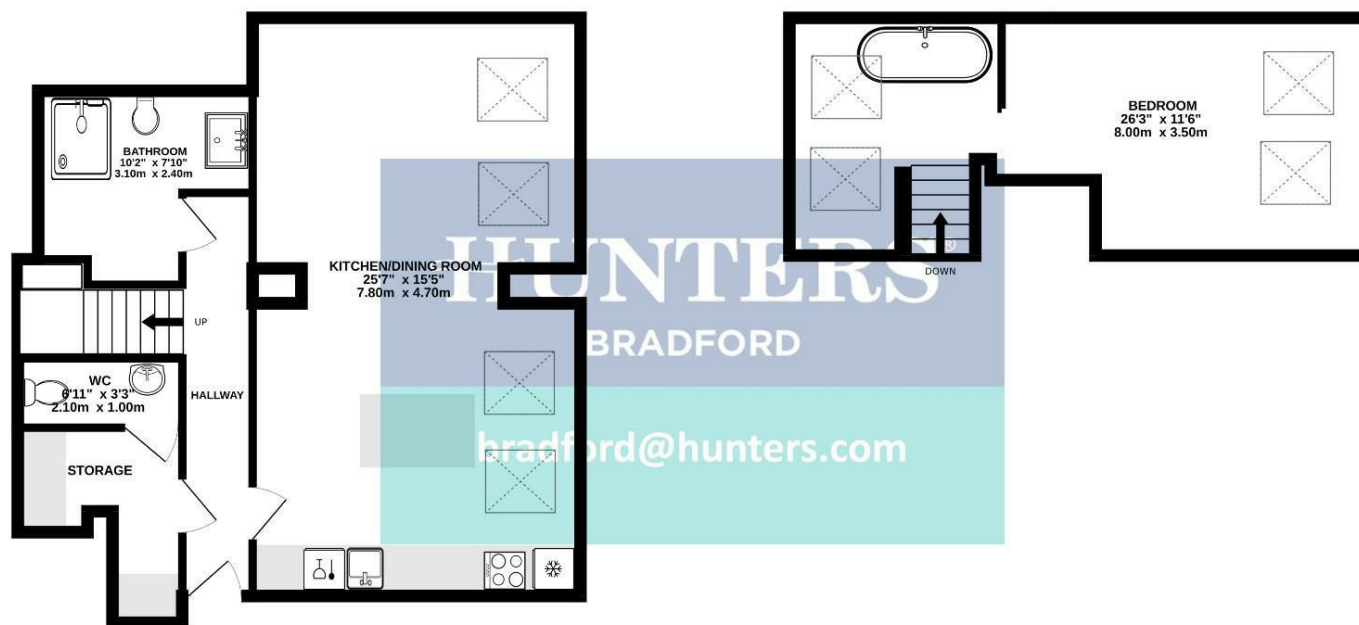 BATHROOM
10'2" x 7'10"
3.10m x 2.40m
KITCHEN/DINING ROOM
25'7" x 15'5"
7.80m x 4.70m
UP
WC
6'11" x 3'3"
2.10m x 1.00m
HALLWAY
STORAGE
BEDROOM
26'3" x 11'6"
8.00m x 3.50m
DOWN
HUNTERS®
BRADFORD
bradford@hunters.com